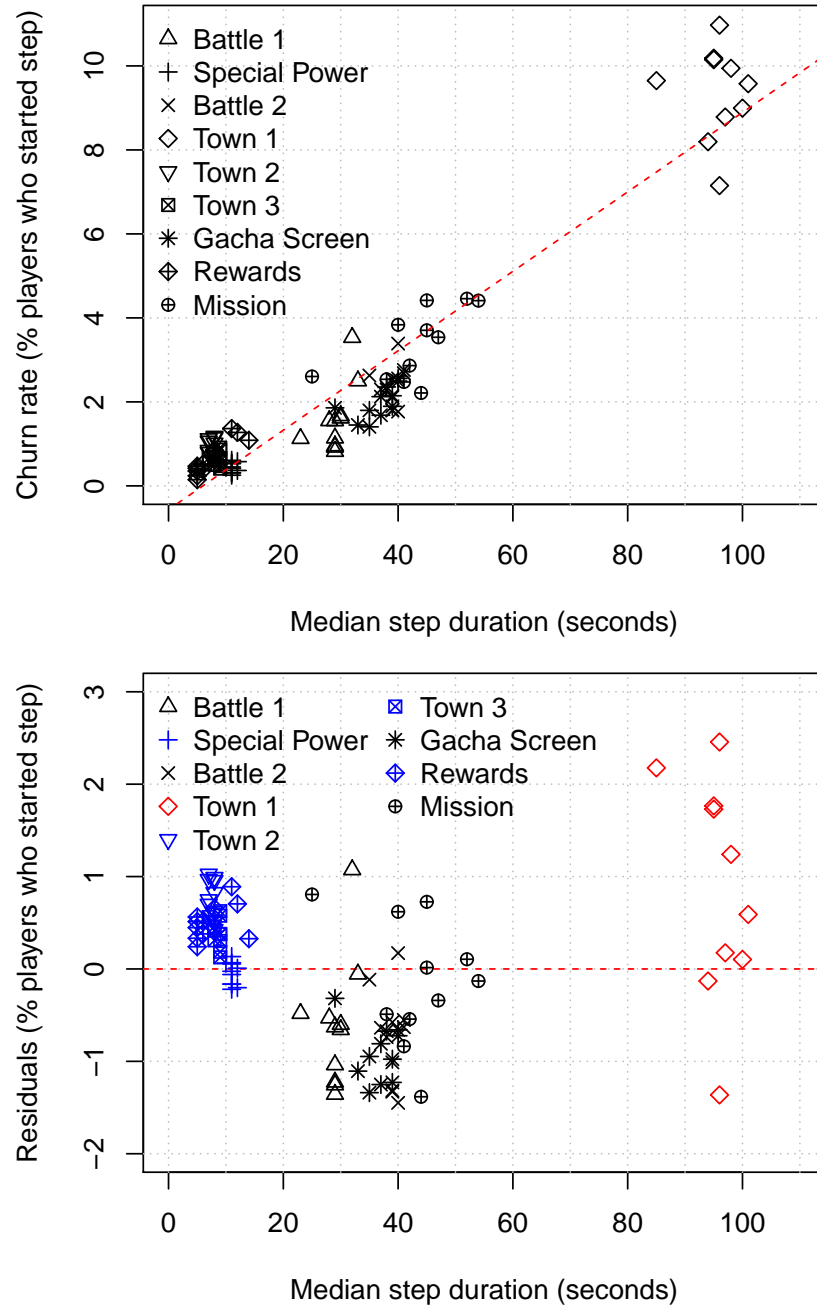 Churn rate (% players who started step)
10
8
6
4
2
0
Battle 1
Special Power
Battle 2
Town 1
Town 2
Town 3
Gacha Screen
Rewards
Mission
0 20 40 60 80 100
Median step duration (seconds)
Residuals (% players who started step)
3
2
1
0
−1
−2
Battle 1 Town 3
Special Power Gacha Screen
Battle 2 Rewards
Town 1 Mission
Town 2
0 20 40 60 80 100
Median step duration (seconds)